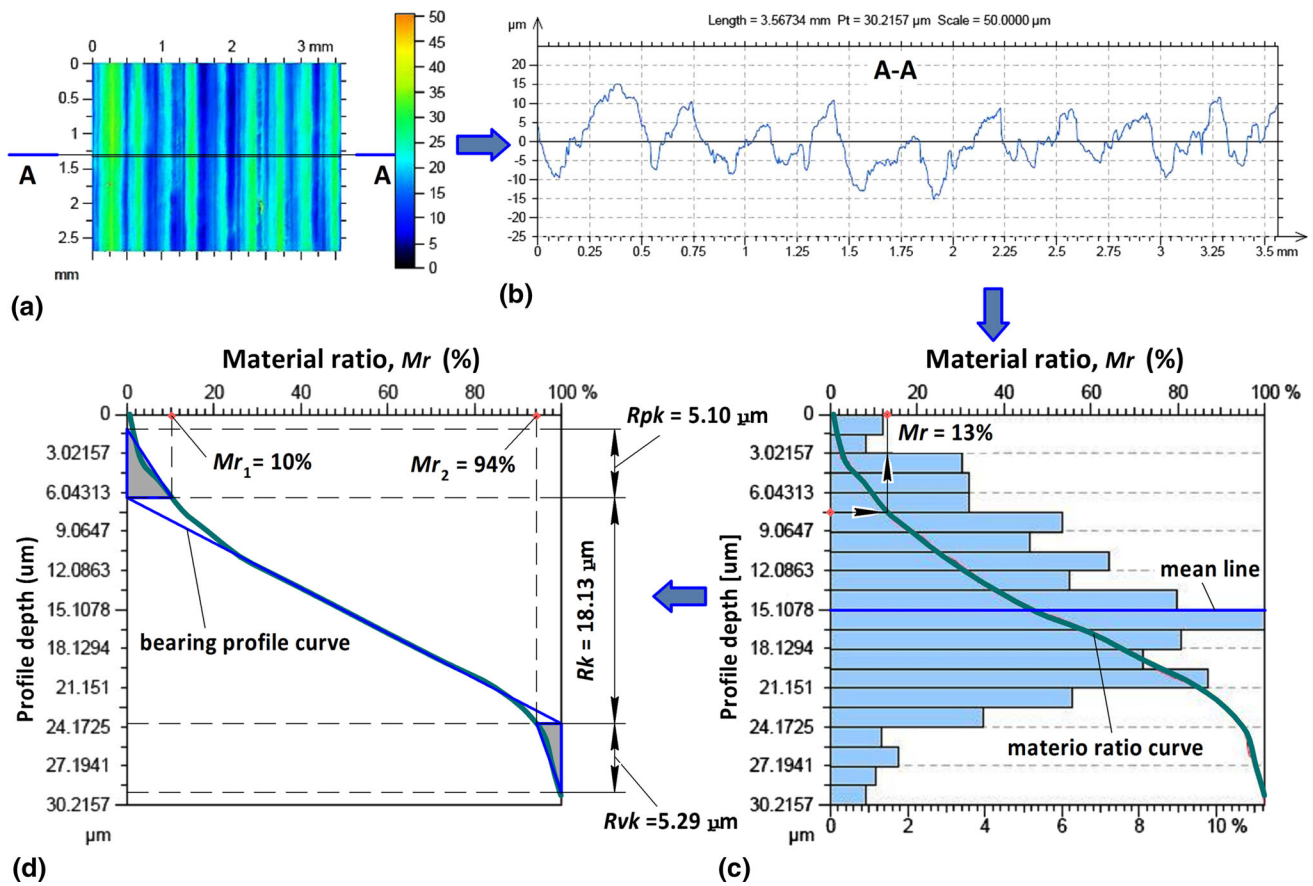 0 1 2 3 mm
0
0.5
1
1.5
2
2.5
mm
A A
50
45
40
35
30
25
20
15
10
5
0
(a)
Length = 3.56734 mm Pt = 30.2157 µm Scale = 50.0000 µm
µm
A-A
20
15
10
5
0
-5
-10
-15
-20
-25
0 0.25 0.5 0.75 1 1.25 1.5 1.75 2 2.25 2.5 2.75 3 3.25 3.5 mm
(b)
Material ratio, Mr (%)
0 20 40 60 80 100 %
0
3.02157
6.04313
9.0647
12.0863
15.1078
18.1294
21.151
24.1725
27.1941
30.2157
µm
Profile depth (um)
Mr1 = 10%
Mr2 = 94%
bearing profile curve
Rpk = 5.10 µm
Rk = 18.13 µm
Rvk =5.29 µm
(d)
Material ratio, Mr (%)
0 20 40 60 80 100 %
0
3.02157
6.04313
9.0647
12.0863
15.1078
18.1294
21.151
24.1725
27.1941
30.2157
µm
Profile depth [um]
Mr = 13%
mean line
materio ratio curve
0 2 4 6 8 10 %
(c)